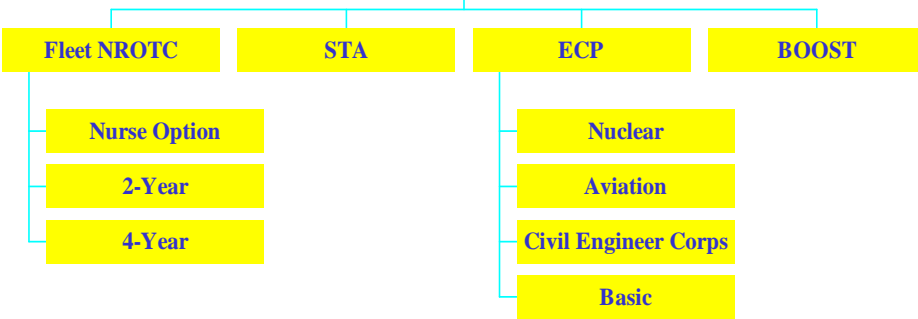 Fleet NROTC
STA
ECP
BOOST
Nurse Option
2-Year
4-Year
Nuclear
Aviation
Civil Engineer Corps
Basic